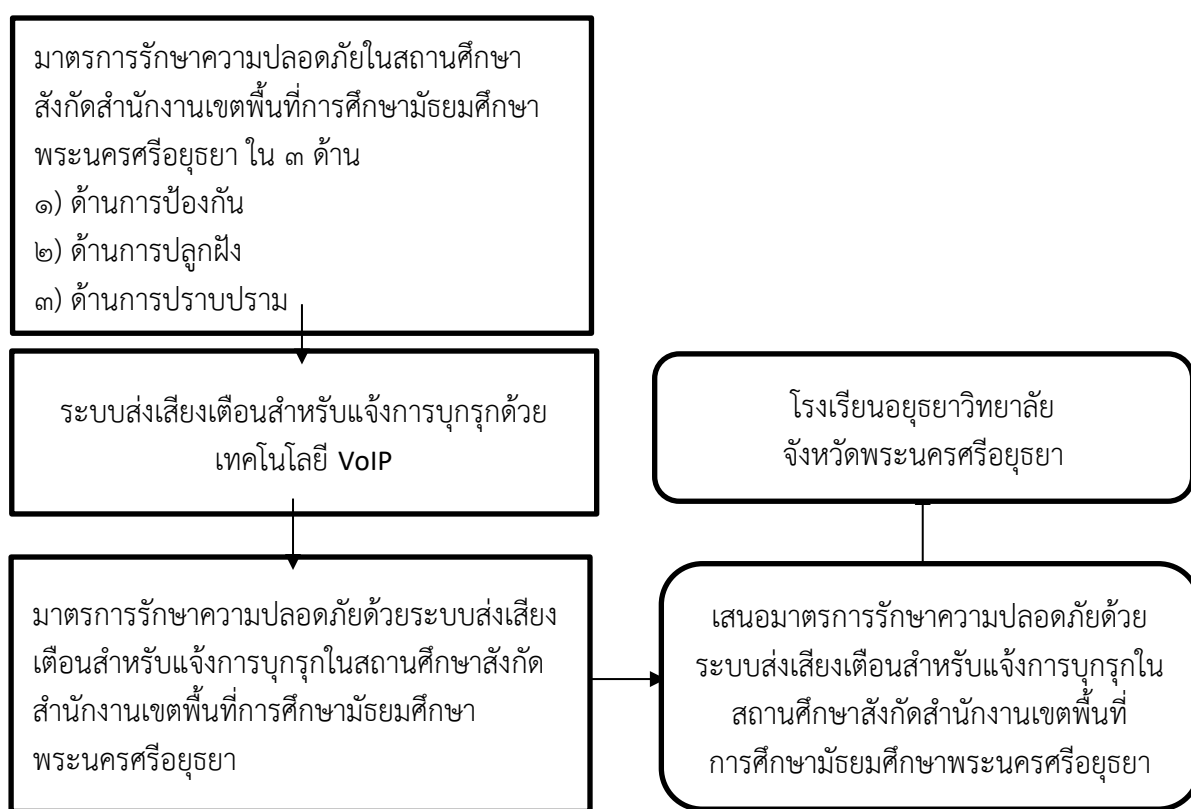 มาตรการรักษาความปลอดภัยในสถานศึกษา
สังกัดสำนักงานเขตพื้นที่การศึกษามัธยมศึกษา
พระนครศรีอยุธยา ใน ๓ ด้าน
๑) ด้านการป้องกัน
๒) ด้านการปลูกฝัง
๓) ด้านการปราบปราม
ระบบส่งเสียงเตือนสำหรับแจ้งการบุกรุกด้วย
เทคโนโลยี VoIP
มาตรการรักษาความปลอดภัยด้วยระบบส่งเสียง
เตือนสำหรับแจ้งการบุกรุกในสถานศึกษาสังกัด
สำนักงานเขตพื้นที่การศึกษามัธยมศึกษา
พระนครศรีอยุธยา
เสนอมาตรการรักษาความปลอดภัยด้วย
ระบบส่งเสียงเตือนสำหรับแจ้งการบุกรุกใน
สถานศึกษาสังกัดสำนักงานเขตพื้นที่
การศึกษามัธยมศึกษาพระนครศรีอยุธยา
โรงเรียนอยุธยาวิทยาลัย
จังหวัดพระนครศรีอยุธยา